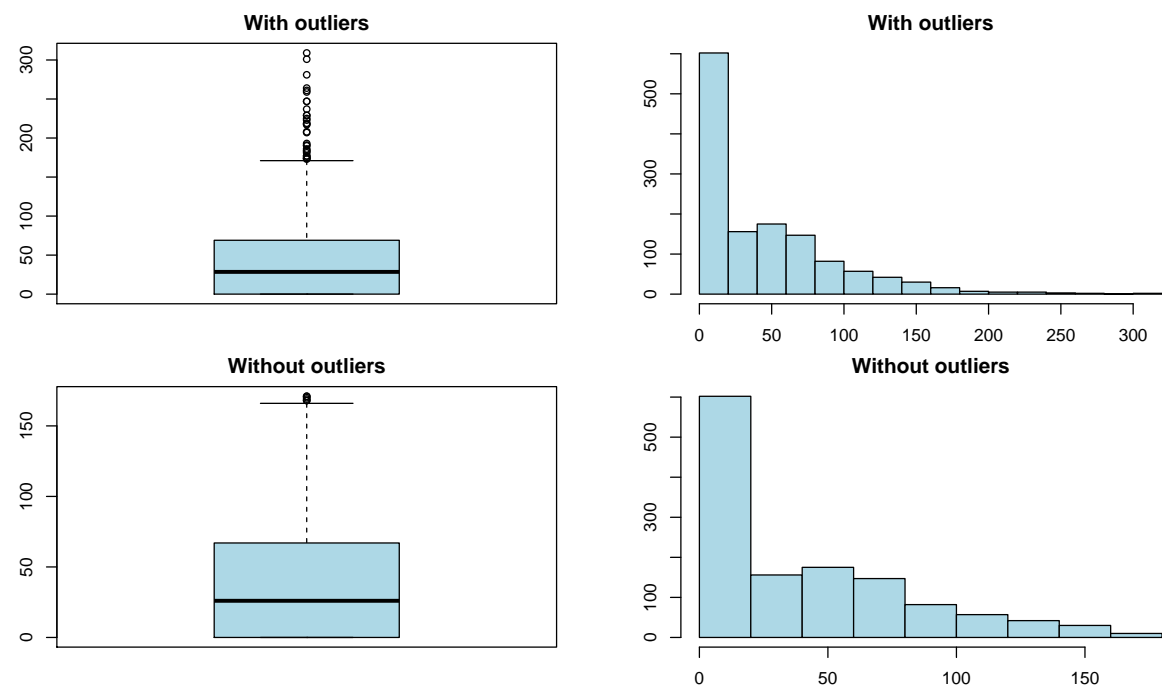 With outliers
0 50 100 200 300
With outliers
100 300 500
0
0 50 100 150 200 250 300
Without outliers
0 50 100 150
Without outliers
0 100 300 500
0 50 100 150